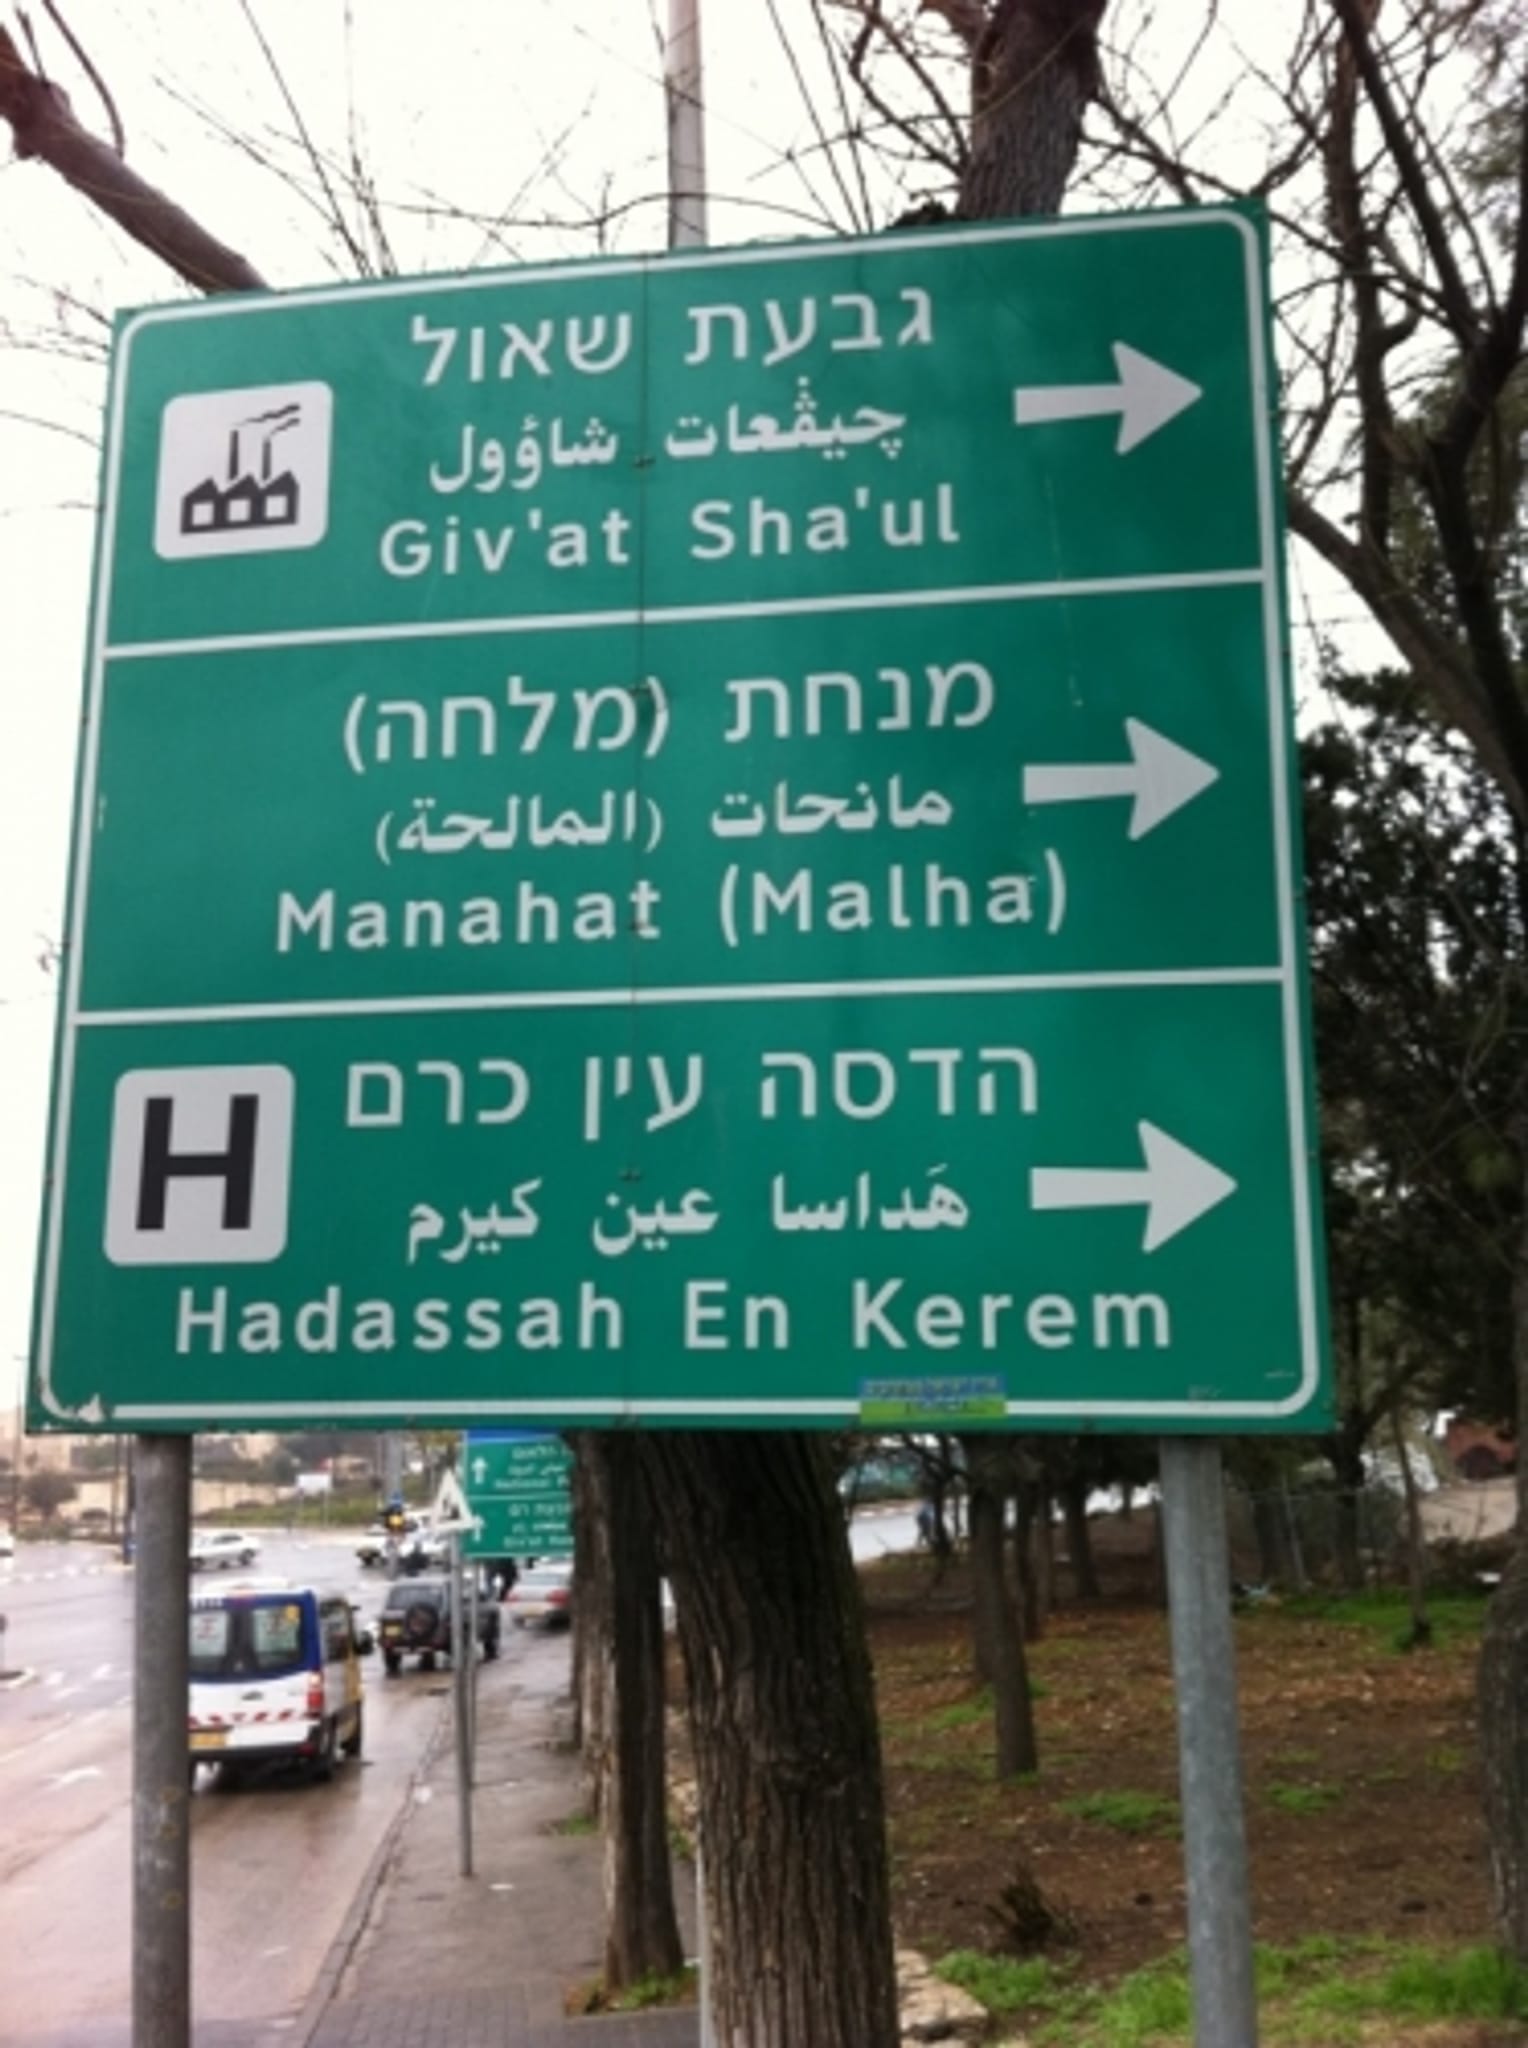 גבעת שאול
چيڤعات شاؤول
Giv'at Sha'ul
מנחת (מלחה)
مانحات (المالحة)
Manahat (Malha)
H
הדסה עין כרם
هَداسا عين كيرم
Hadassah En Kerem